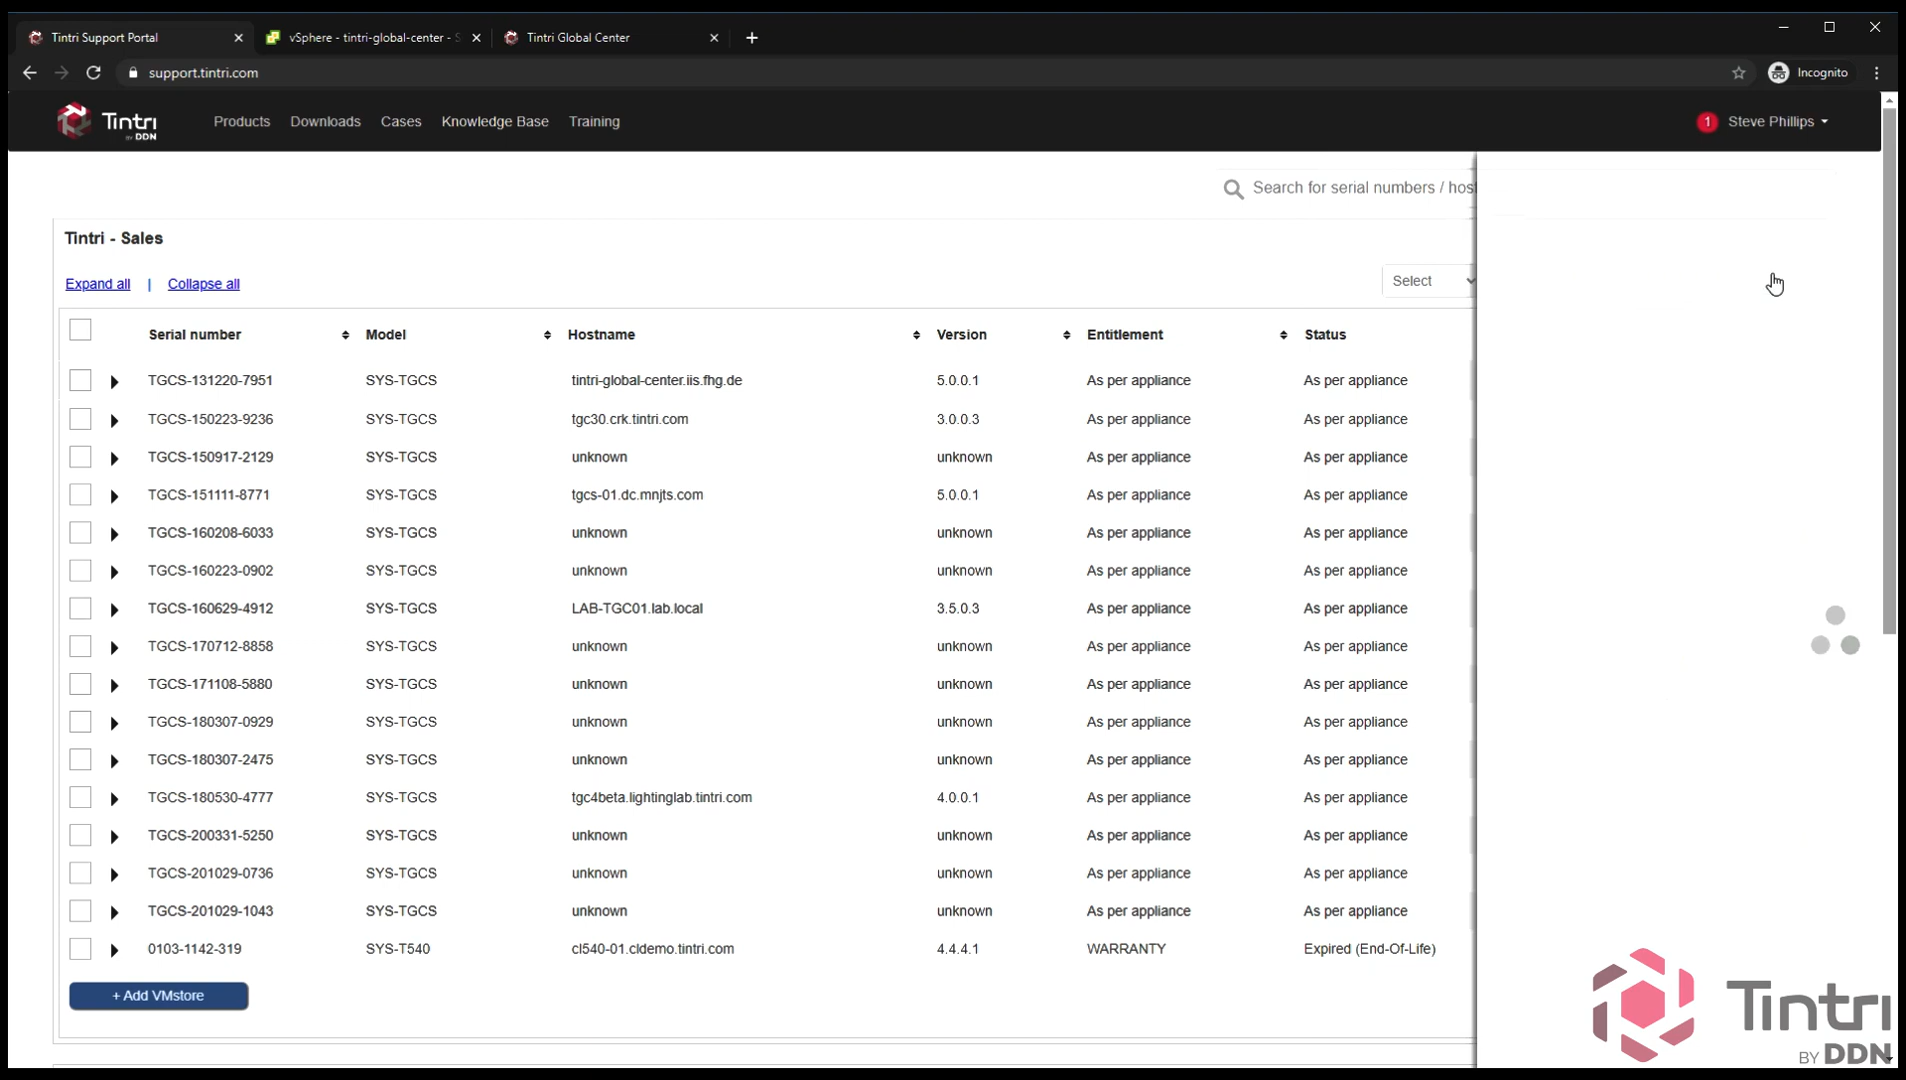 Tintri Support Portal
vSphere - tintri-global-center -
Tintri Global Center
support.tintri.com
Incognito
Tintri
BY DDN
Products
Downloads
Cases
Knowledge Base
Training
1
Steve Phillips
Search for serial numbers /
Tintri - Sales
Expand all | Collapse all
Select
Serial number Model Hostname Version Entitlement Status
TGCS-131220-7951 SYS-TGCS tintri-global-center.iis.fhg.de 5.0.0.1 As per appliance As per appliance
TGCS-150223-9236 SYS-TGCS tgc30.crk.tintri.com 3.0.0.3 As per appliance As per appliance
TGCS-150917-2129 SYS-TGCS unknown unknown As per appliance As per appliance
TGCS-151111-8771 SYS-TGCS tgcs-01.dc.mnjts.com 5.0.0.1 As per appliance As per appliance
TGCS-160208-6033 SYS-TGCS unknown unknown As per appliance As per appliance
TGCS-160223-0902 SYS-TGCS unknown unknown As per appliance As per appliance
TGCS-160629-4912 SYS-TGCS LAB-TGC01.lab.local 3.5.0.3 As per appliance As per appliance
TGCS-170712-8858 SYS-TGCS unknown unknown As per appliance As per appliance
TGCS-171108-5880 SYS-TGCS unknown unknown As per appliance As per appliance
TGCS-180307-0929 SYS-TGCS unknown unknown As per appliance As per appliance
TGCS-180307-2475 SYS-TGCS unknown unknown As per appliance As per appliance
TGCS-180530-4777 SYS-TGCS tgc4beta.lightinglab.tintri.com 4.0.0.1 As per appliance As per appliance
TGCS-200331-5250 SYS-TGCS unknown unknown As per appliance As per appliance
TGCS-201029-0736 SYS-TGCS unknown unknown As per appliance As per appliance
TGCS-201029-1043 SYS-TGCS unknown unknown As per appliance As per appliance
0103-1142-319 SYS-T540 cl540-01.cldemo.tintri.com 4.4.4.1 WARRANTY Expired (End-Of-Life)
+ Add VMstore
Tintri
BY DDN